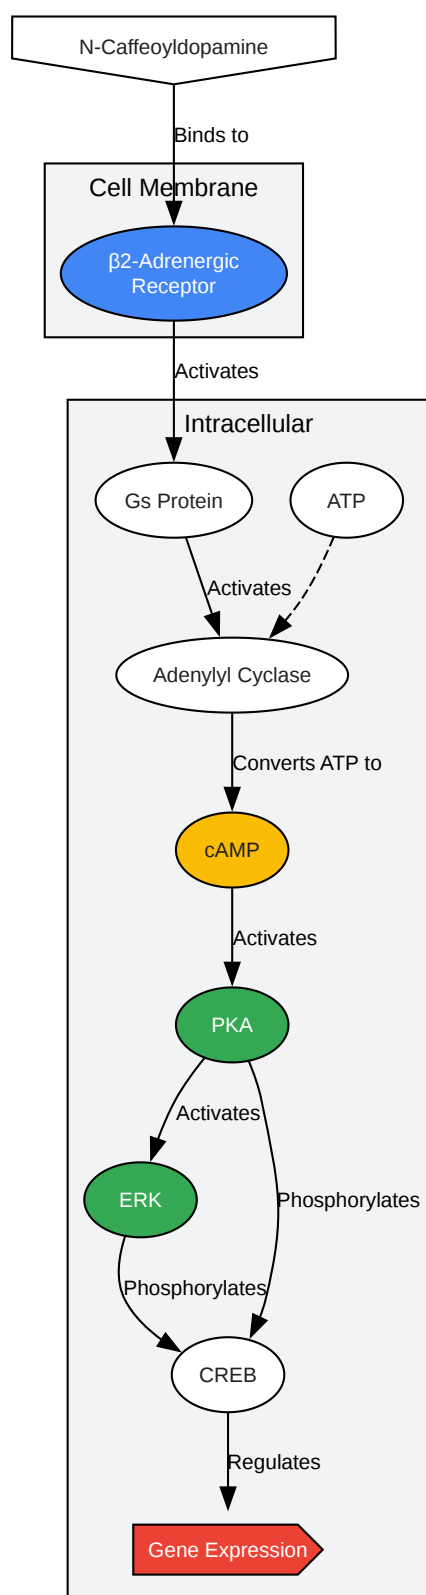 N-Caffeoyldopamine
Binds to
Cell Membrane
β2-Adrenergic
Receptor
Activates
Intracellular
Gs Protein
ATP
Activates
Adenylyl Cyclase
Converts ATP to
cAMP
Activates
PKA
Activates
ERK
Phosphorylates
Phosphorylates
CREB
Regulates
Gene Expression